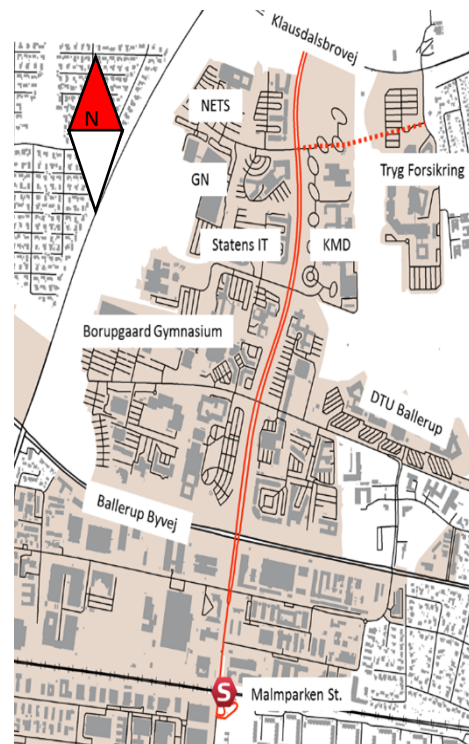 Klausdalsbrovej
N
NETS
Tryg Forsikring
GN
Statens IT
KMD
Borupgaard Gymnasium
DTU Ballerup
Ballerup Byvej
S
Malmparken St.